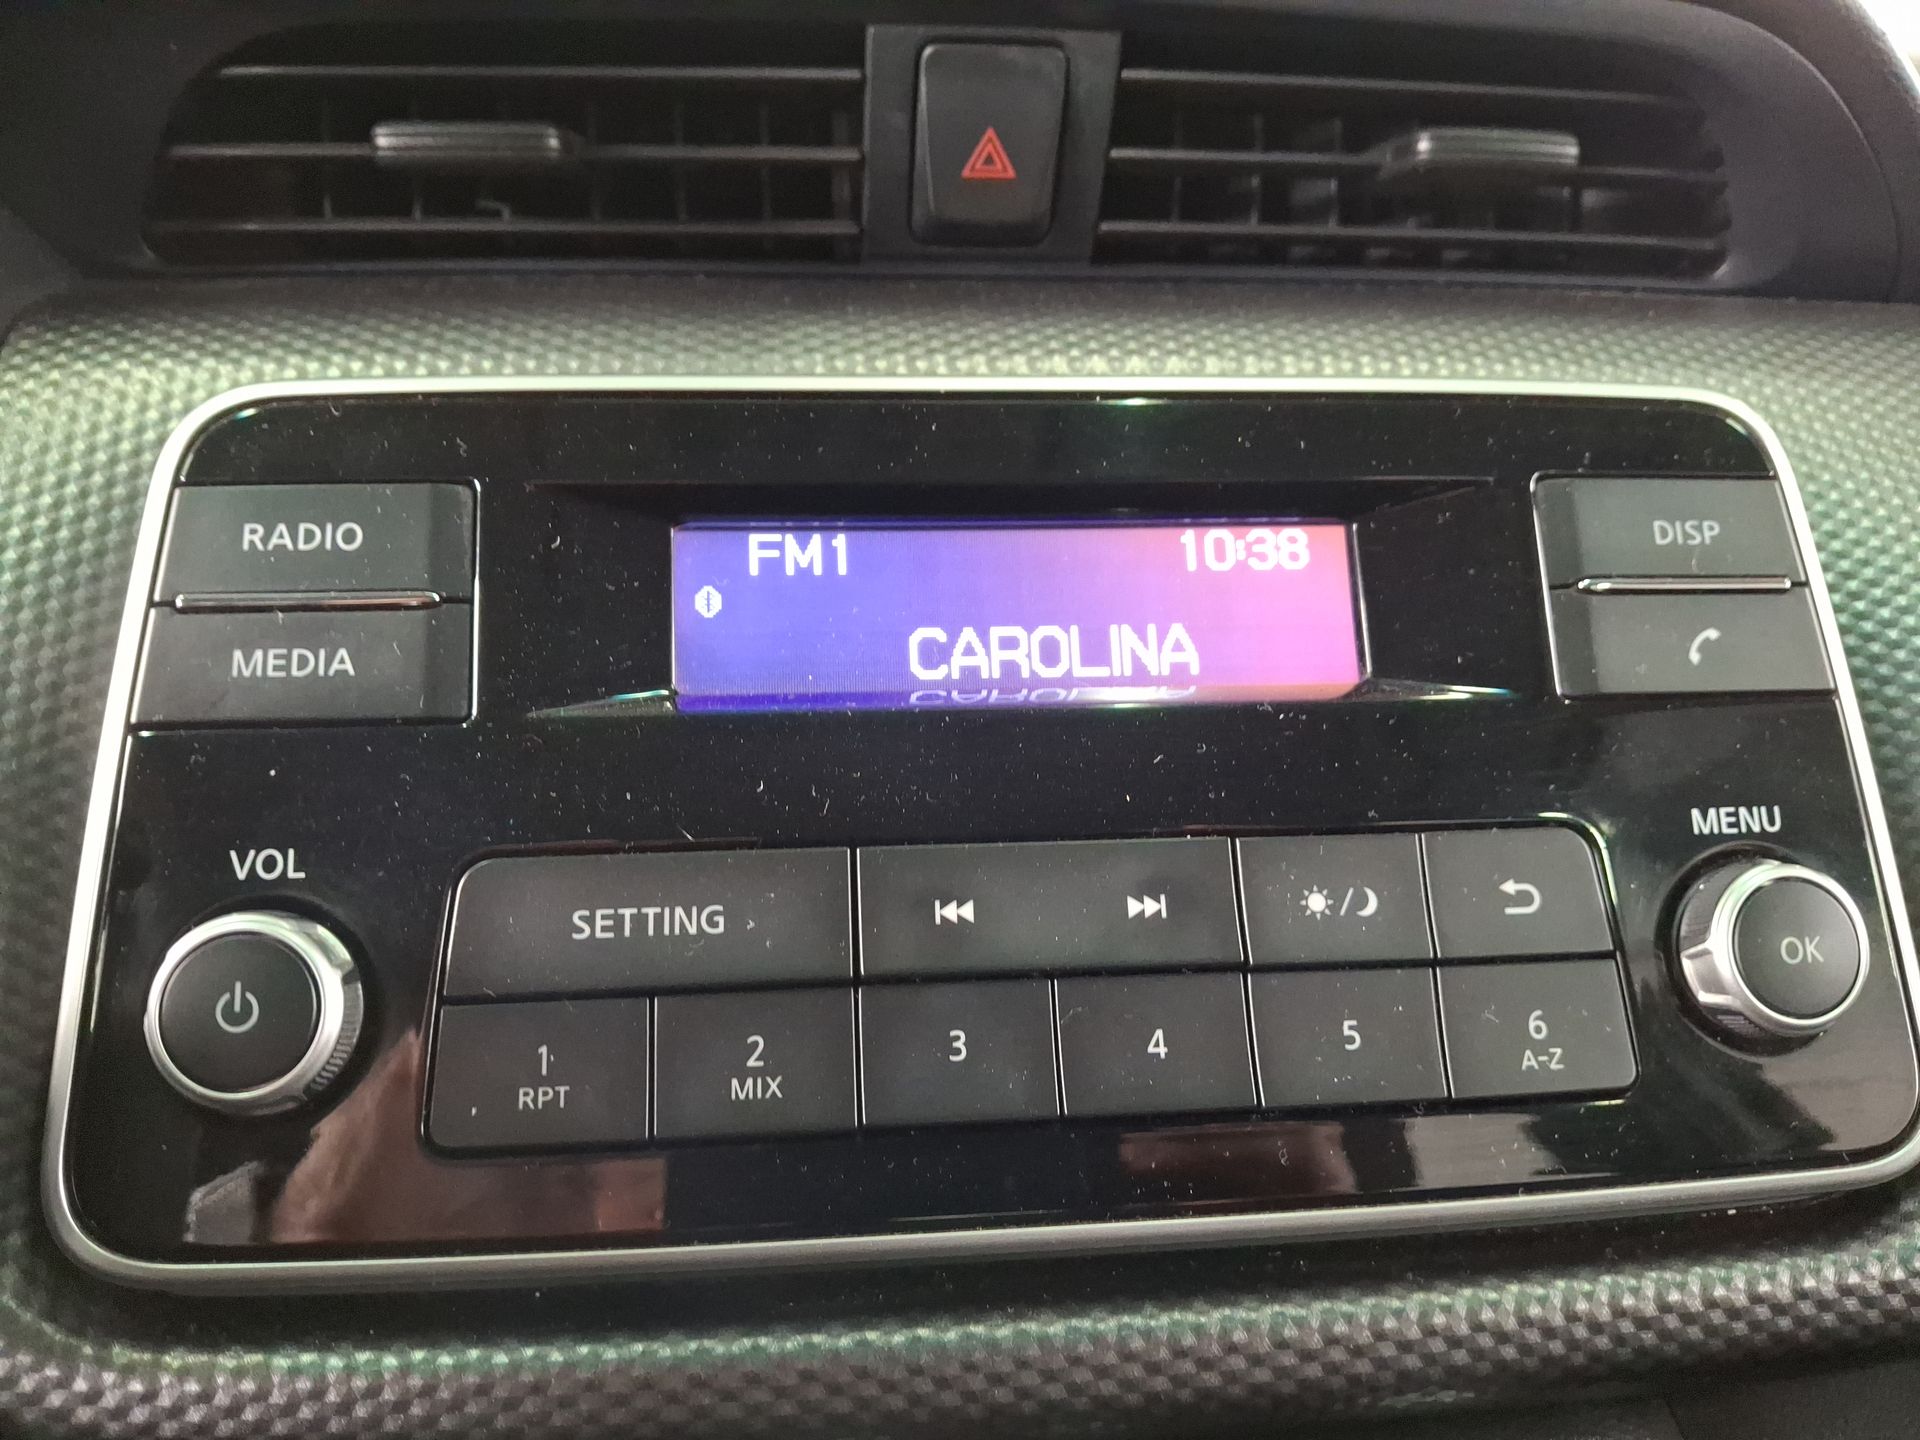 FM1 10:38
CAROLINA
RADIO
MEDIA
DISP
VOL
MENU
SETTING
OK
1 2 3 4 5 6
RPT MIX A-Z